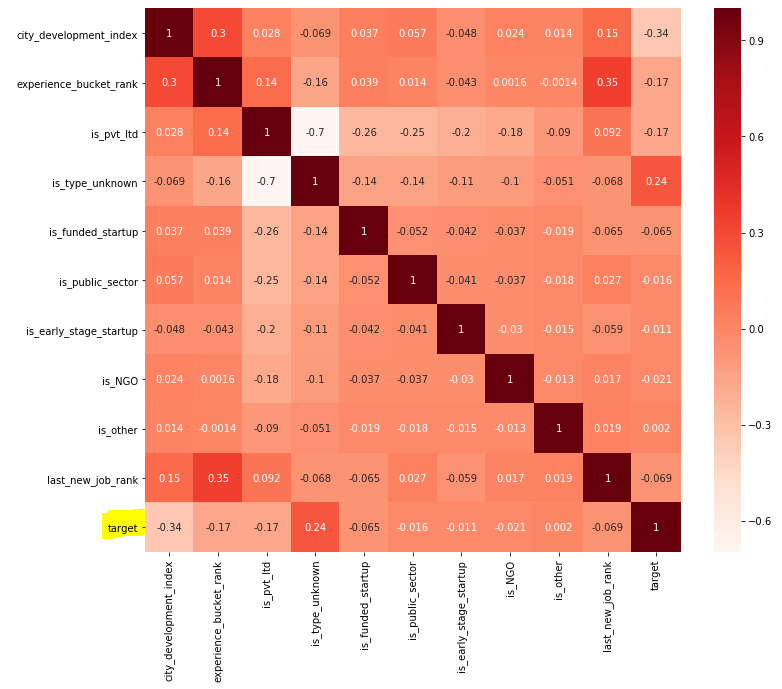 city_development_index 1 0.3 0.028 -0.069 0.037 0.057 -0.048 0.024 0.014 0.15 -0.34
experience_bucket_rank 0.3 1 0.14 -0.16 0.039 0.014 -0.043 0.0016 -0.0014 0.35 -0.17
is_pvt_ltd 0.028 0.14 1 -0.7 -0.26 -0.25 -0.2 -0.18 -0.09 0.092 -0.17
is_type_unknown -0.069 -0.16 -0.7 1 -0.14 -0.14 -0.11 -0.1 -0.051 -0.068 0.24
is_funded_startup 0.037 0.039 -0.26 -0.14 1 -0.052 -0.042 -0.037 -0.019 -0.065 -0.065
is_public_sector 0.057 0.014 -0.25 -0.14 -0.052 1 -0.041 -0.037 -0.018 0.027 -0.016
is_early_stage_startup -0.048 -0.043 -0.2 -0.11 -0.042 -0.041 1 -0.03 -0.015 -0.059 -0.011
is_NGO 0.024 0.0016 -0.18 -0.1 -0.037 -0.037 -0.03 1 -0.013 0.017 -0.021
is_other 0.014 -0.0014 -0.09 -0.051 -0.019 -0.018 -0.015 -0.013 1 0.019 0.002
last_new_job_rank 0.15 0.35 0.092 -0.068 -0.065 0.027 -0.059 0.017 0.019 1 -0.069
target -0.34 -0.17 -0.17 0.24 -0.065 -0.016 -0.011 -0.021 0.002 -0.069 1
city_development_index
experience_bucket_rank
is_pvt_ltd
is_type_unknown
is_funded_startup
is_public_sector
is_early_stage_startup
is_NGO
is_other
last_new_job_rank
target
0.9
0.6
0.3
0.0
−0.3
−0.6